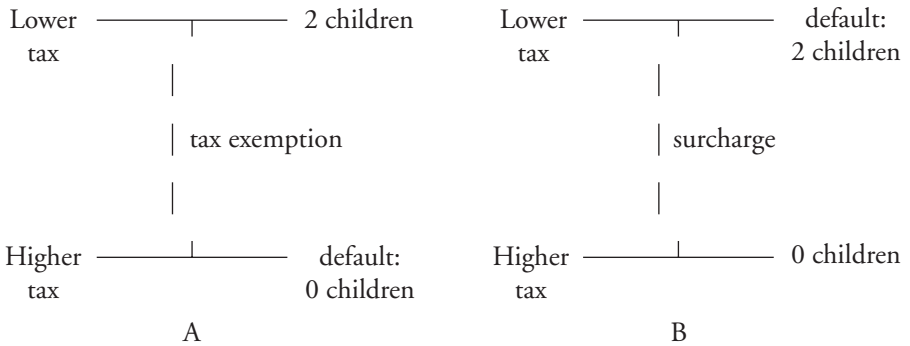 Lower
tax
2 children
tax exemption
Higher
tax
default:
0 children
A
Lower
tax
default:
2 children
surcharge
Higher
tax
0 children
B